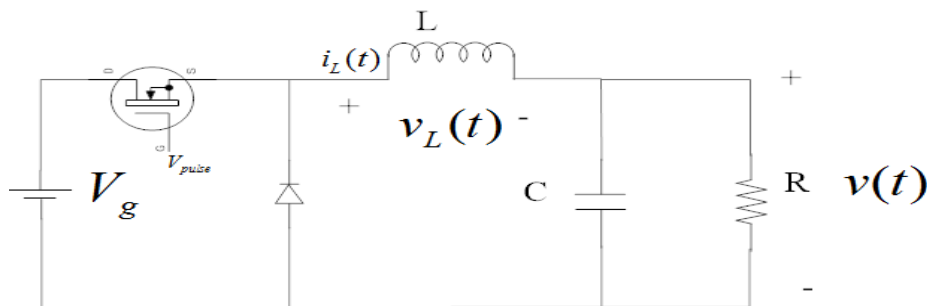 L
D
S
i_L(t)
+
+
v_L(t) -
G
V_pulse
V_g
C
R
v(t)
-